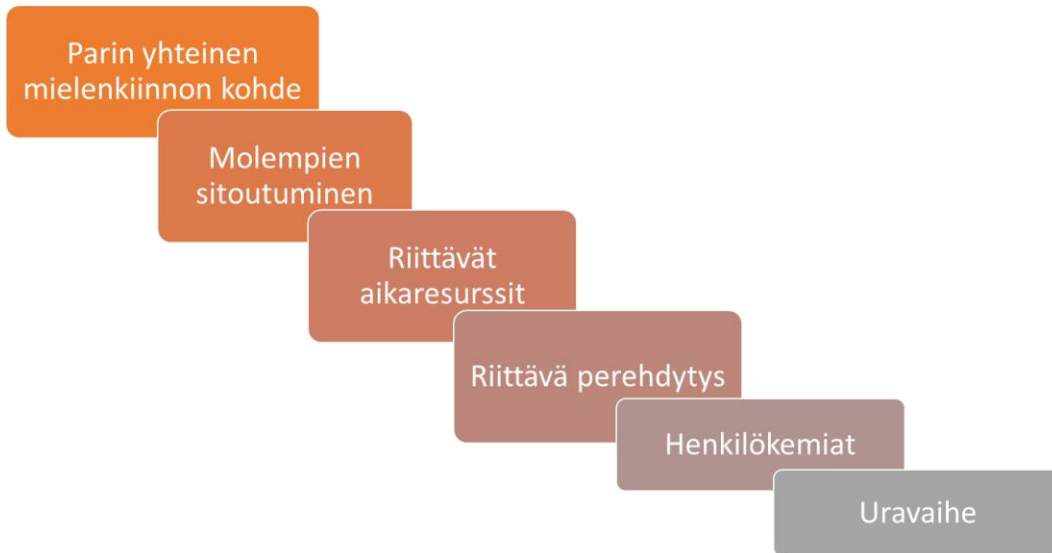 Parin yhteinen
mielenkiinnon kohde
Molempien
sitoutuminen
Riittävät
aikaresurssit
Riittävä perehdytys
Henkilökemiat
Uravaihe